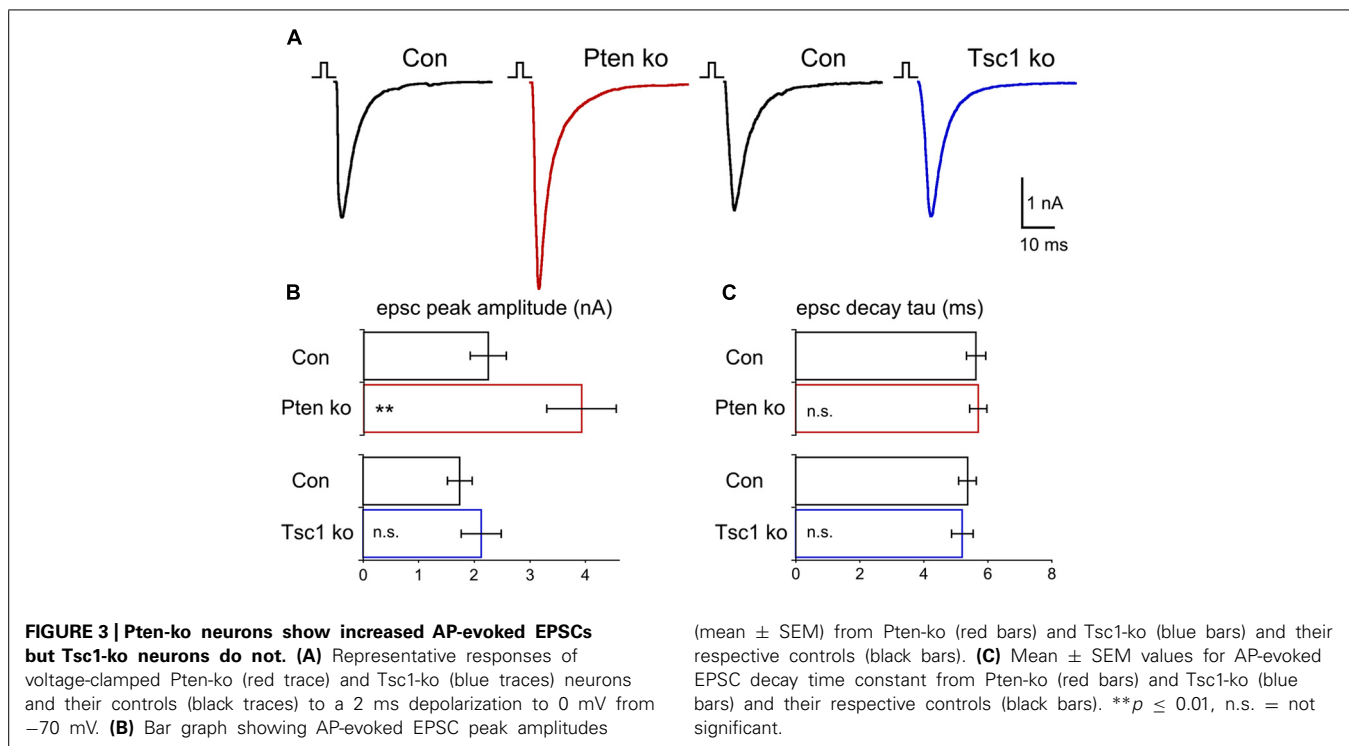 A
Con
Pten ko
Con
Tsc1 ko
1 nA
10 ms
B
epsc peak amplitude (nA)
Con
Pten ko
**
Con
Tsc1 ko
n.s.
0 1 2 3 4
C
epsc decay tau (ms)
Con
Pten ko
n.s.
Con
Tsc1 ko
n.s.
0 2 4 6 8
FIGURE 3 | Pten-ko neurons show increased AP-evoked EPSCs
but Tsc1-ko neurons do not. (A) Representative responses of
voltage-clamped Pten-ko (red trace) and Tsc1-ko (blue traces) neurons
and their controls (black traces) to a 2 ms depolarization to 0 mV from
−70 mV. (B) Bar graph showing AP-evoked EPSC peak amplitudes
(mean ± SEM) from Pten-ko (red bars) and Tsc1-ko (blue bars) and their
respective controls (black bars). (C) Mean ± SEM values for AP-evoked
EPSC decay time constant from Pten-ko (red bars) and Tsc1-ko (blue
bars) and their respective controls (black bars). **p ≤ 0.01, n.s. = not
significant.